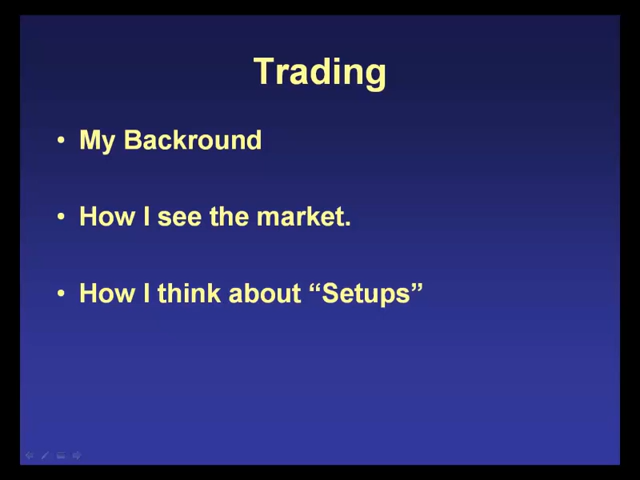 Trading
• My Backround
• How I see the market.
• How I think about “Setups”